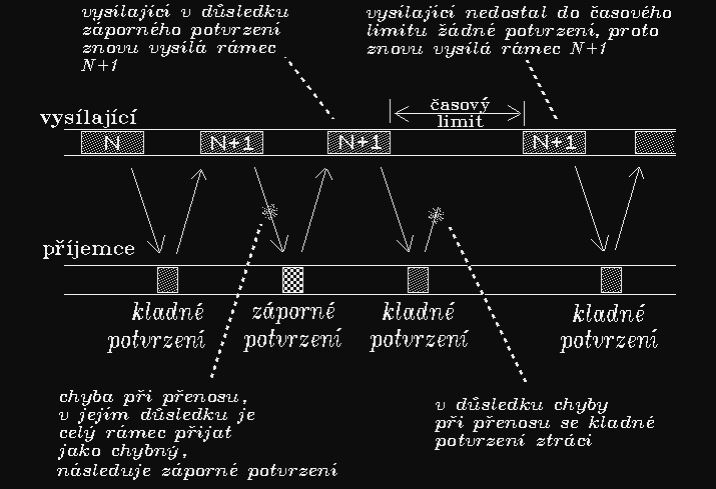 vysílající v důsledku
záporného potvrzení
znovu vysílá rámec
N+1
vysílající nedostal do časového
limitu žádné potvrzení, proto
znovu vysílá rámec N+1
vysílající
časový
limit
N
N+1
N+1
N+1
příjemce
kladné
potvrzení
záporné
potvrzení
kladné
potvrzení
kladné
potvrzení
chyba při přenosu,
v jejím důsledku je
celý rámec přijat
jako chybný,
následuje záporné potvrzení
v důsledku chyby
při přenosu se kladné
potvrzení ztráci